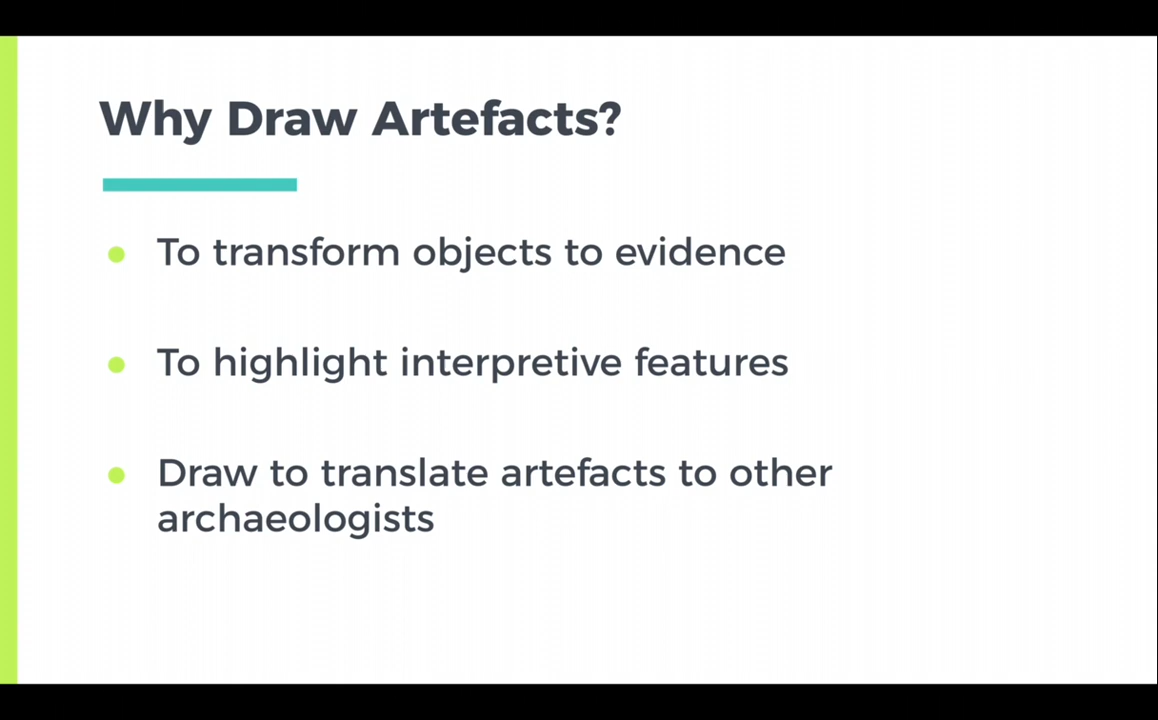 Why Draw Artefacts?
To transform objects to evidence
To highlight interpretive features
Draw to translate artefacts to other
archaeologists